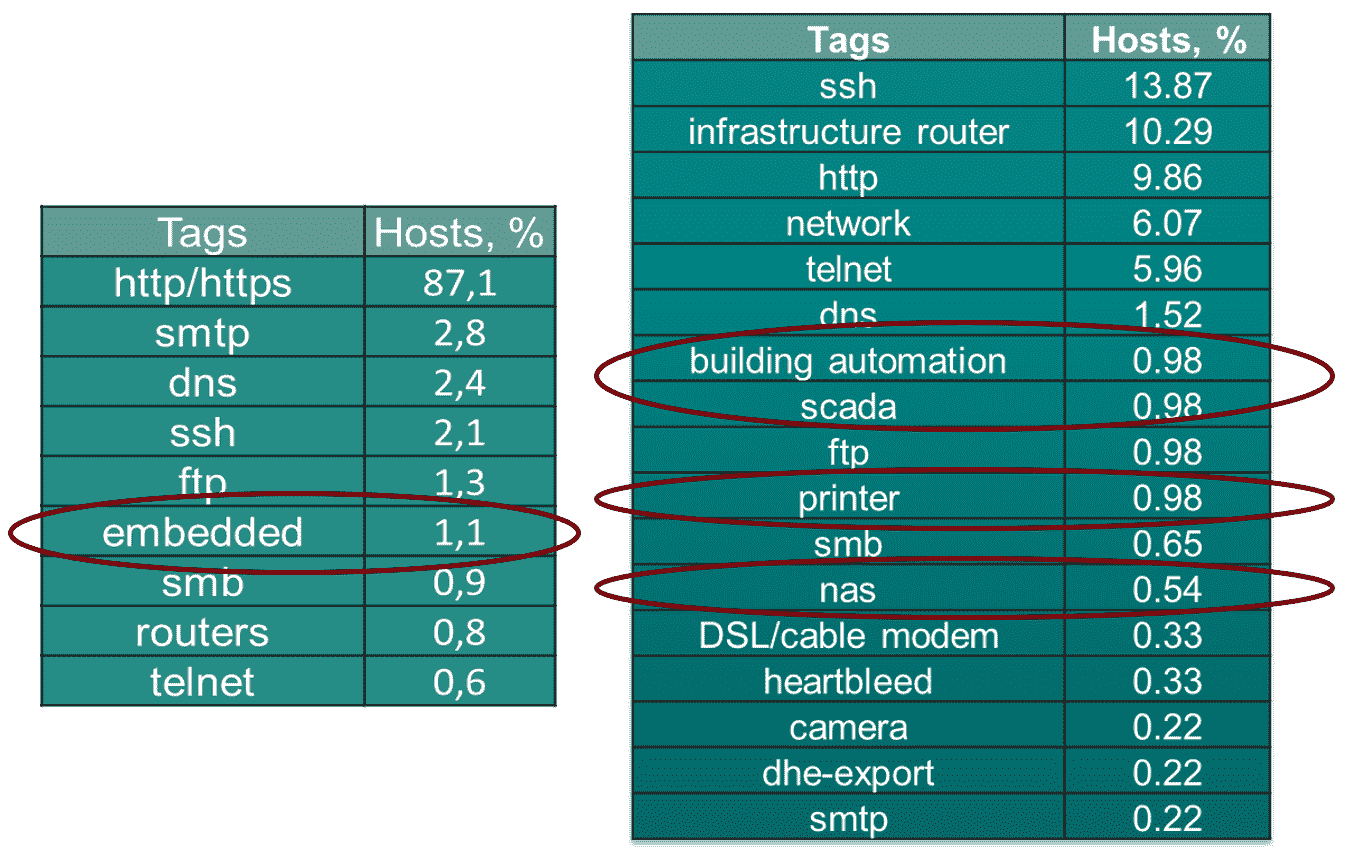 Tags Hosts, %
http/https 87,1
smtp 2,8
dns 2,4
ssh 2,1
ftp 1,3
embedded 1,1
smb 0,9
routers 0,8
telnet 0,6
Tags Hosts, %
ssh 13.87
infrastructure router 10.29
http 9.86
network 6.07
telnet 5.96
dns 1.52
building automation 0.98
scada 0.98
ftp 0.98
printer 0.98
smb 0.65
nas 0.54
DSL/cable modem 0.33
heartbleed 0.33
camera 0.22
dhe-export 0.22
smtp 0.22